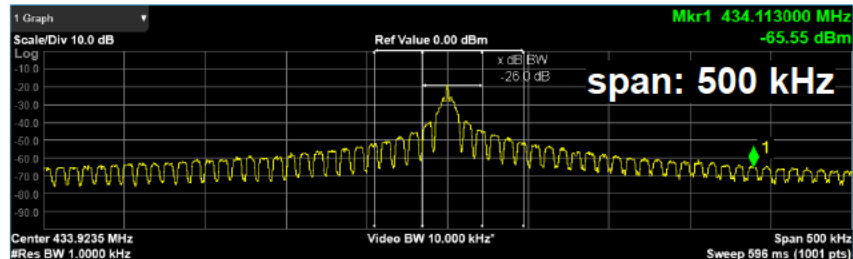 1 Graph Mkr1 434.113000 MHz
Scale/Div 10.0 dB Ref Value 0.00 dBm -65.55 dBm
Log x dB BW
-10.0 -26.0 dB
-20.0 span: 500 kHz
-30.0
-40.0
-50.0
-60.0 1
-70.0
-80.0
-90.0
Center 433.9235 MHz Video BW 10.000 kHz* Span 500 kHz
#Res BW 1.0000 kHz Sweep 596 ms (1001 pts)